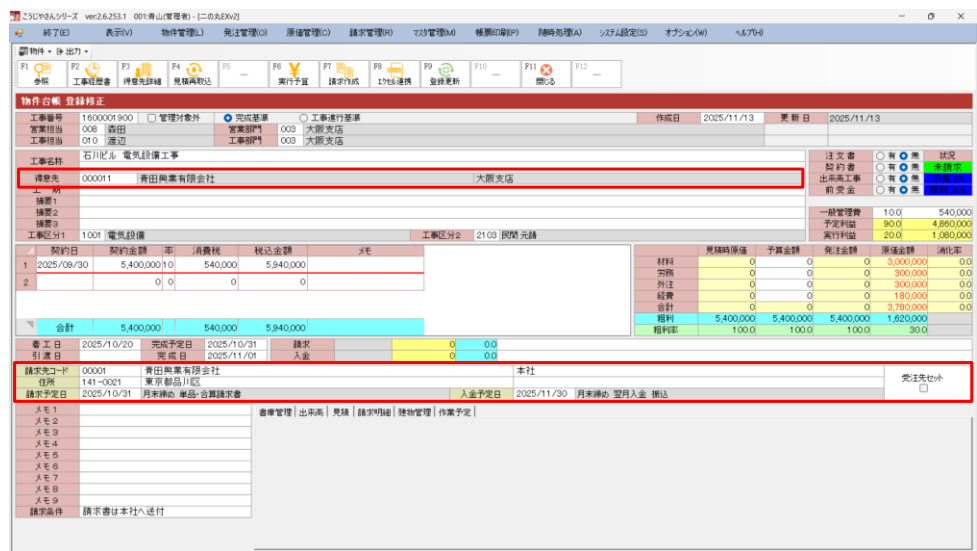 こうじやさんシリーズ ver:2.6.253.1 001:青山(管理者) - [二の丸EXv2]
終了(E) 表示(V) 物件管理(L) 発注管理(O) 原価管理(C) 請求管理(R) マスタ管理(M) 帳票印刷(P) 随時処理(A) システム設定(S) オプション(W) ヘルプ(H)
物件 出力
F1 参照 F2 工事経歴書 F3 得意先詳細 F4 見積再取込 F5 F6 実行予算 F7 請求作成 F8 エクセル連携 F9 登録更新 F10 F11 閉じる F12
物件台帳 登録修正
工事番号 1600001900 管理対象外 完成基準 工事進行基準 作成日 2025/11/13 更新日 2025/11/13
営業担当 006 森田 営業部門 003 大阪支店
工事担当 010 渡辺 工事部門 003 大阪支店
工事名称 石川ビル 電気設備工事 注文書 有 無 状況
契約書 有 無 未請求
得意先 000011 青田興業有限会社 大阪支店 出来高工事 有 無
工期 前受金 有 無
摘要1
摘要2 一般管理費 10.0 540,000
摘要3 予定利益 90.0 4,860,000
工事区分1 1001 電気設備 工事区分2 2103 民間元請 実行利益 20.0 1,080,000
契約日 契約金額 率 消費税 税込金額 メモ 見積時原価 予算金額 発注金額 原価金額 消化率
1 2025/09/30 5,400,000 10 540,000 5,940,000 材料 0 0 0 3,000,000 0.0
2 0 0 0 0 労務 0 0 0 300,000 0.0
外注 0 0 0 300,000 0.0
経費 0 0 0 180,000 0.0
合計 0 0 0 3,780,000 0.0
粗利 5,400,000 5,400,000 5,400,000 1,620,000
合計 5,400,000 540,000 5,940,000 粗利率 100.0 100.0 100.0 30.0
着工日 2025/10/20 完成予定日 2025/10/31 請求 0 0.0
引渡日 完成日 2025/11/01 入金 0 0.0
請求先コード 00001 青田興業有限会社 本社 受注先セット
住所 141-0021 東京都品川区
請求予定日 2025/10/31 月末締め 単品・合算請求書 入金予定日 2025/11/30 月末締め 翌月入金 振込
メモ1 書庫管理 出来高 見積 請求明細 建物管理 作業予定
メモ2
メモ3
メモ4
メモ5
メモ6
メモ7
メモ8
メモ9
請求条件 請求書は本社へ送付